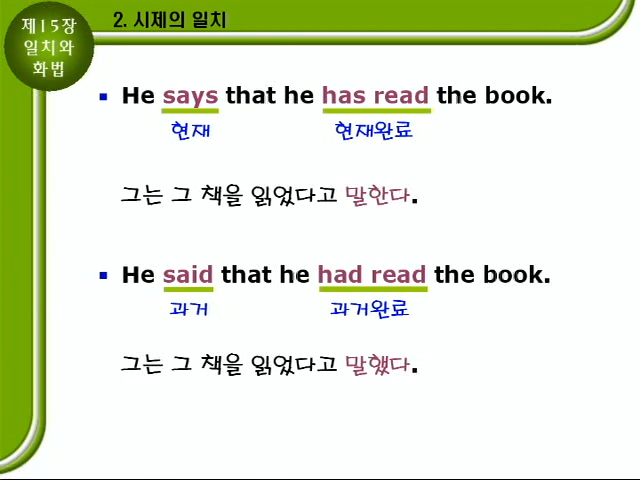 제15장
일치와
화법
2. 시제의 일치
He says that he has read the book.
현재 현재완료
그는 그 책을 읽었다고 말한다.
He said that he had read the book.
과거 과거완료
그는 그 책을 읽었다고 말했다.